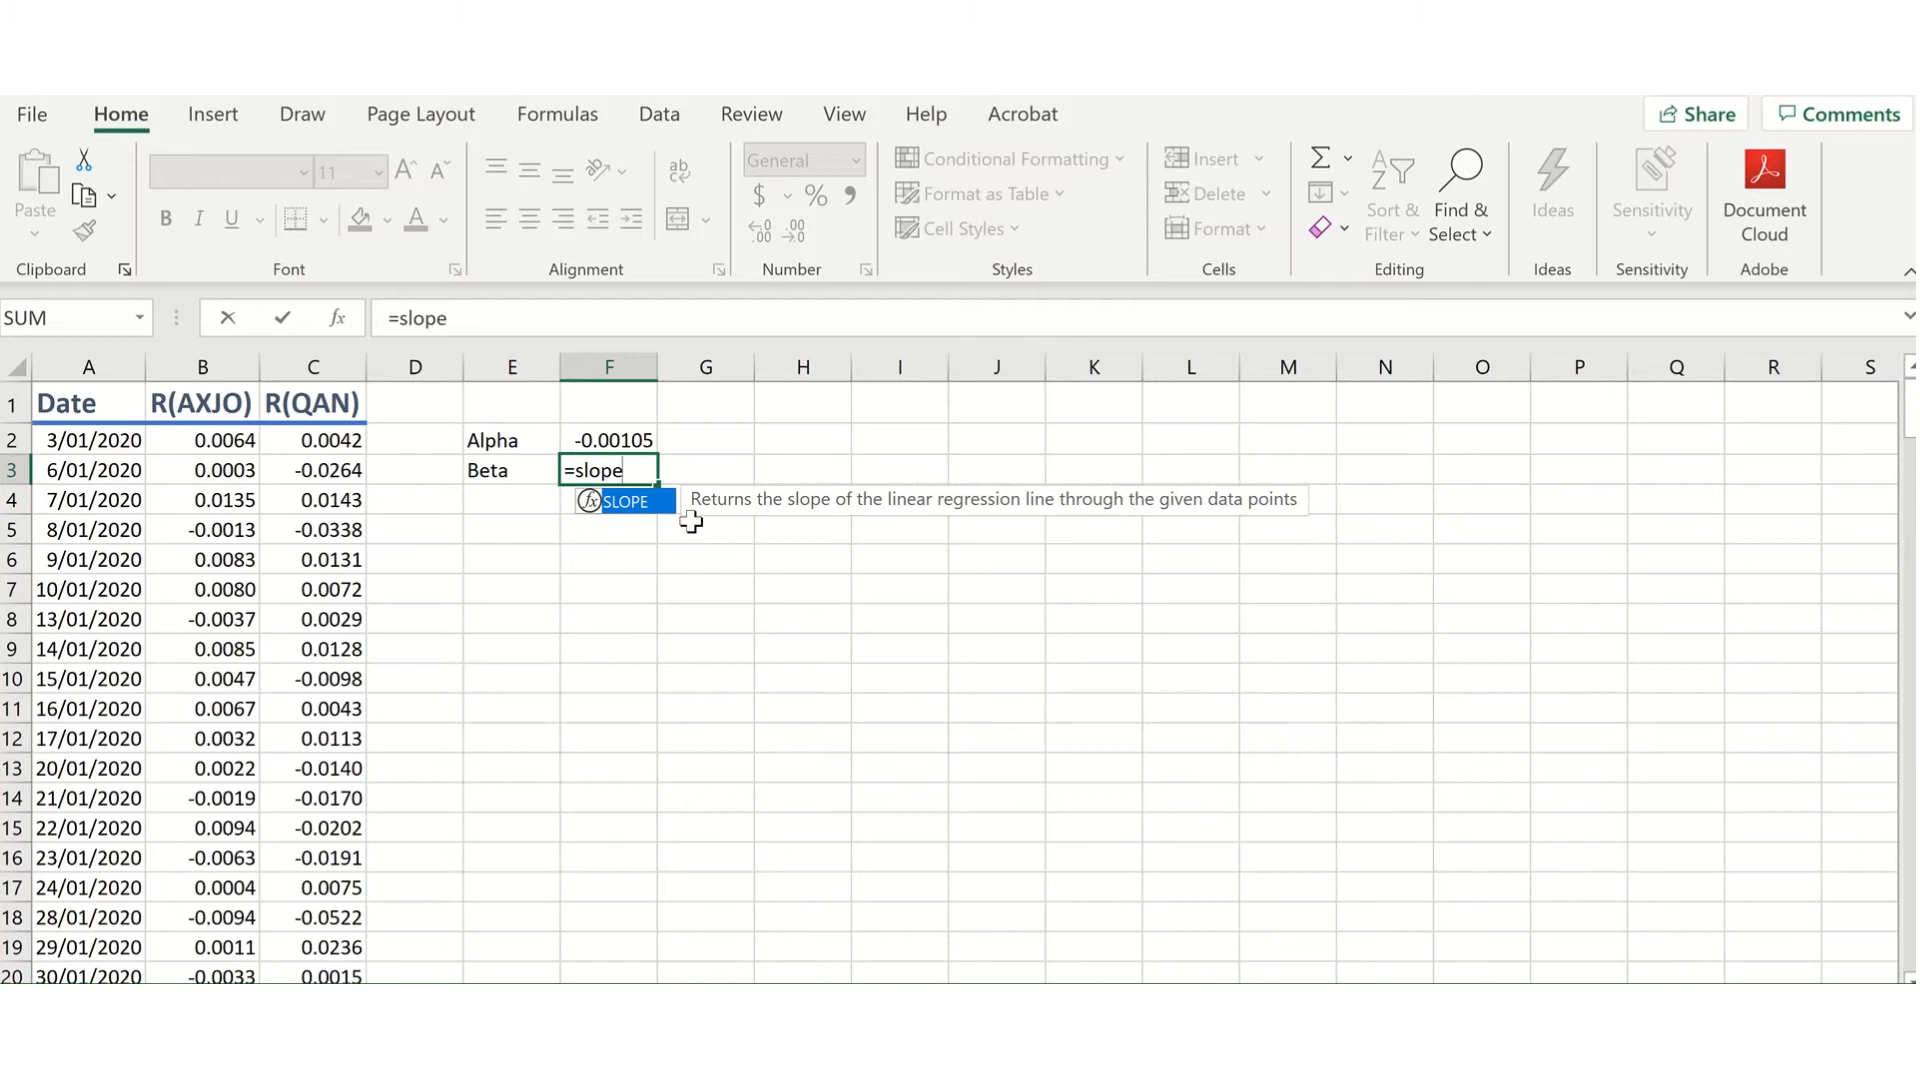 File Home Insert Draw Page Layout Formulas Data Review View Help Acrobat Share Comments
Paste 11 General Conditional Formatting Insert Sort & Find & Ideas Sensitivity Document
B I U A $ % Format as Table Delete Filter Select Cloud
Cell Styles Format
Clipboard Font Alignment Number Styles Cells Editing Ideas Sensitivity Adobe
SUM fx =slope
A B C D E F G H I J K L M N O P Q R S
1 Date R(AXJO) R(QAN)
2 3/01/2020 0.0064 0.0042 Alpha -0.00105
3 6/01/2020 0.0003 -0.0264 Beta =slope
4 7/01/2020 0.0135 0.0143 fx SLOPE Returns the slope of the linear regression line through the given data points
5 8/01/2020 -0.0013 -0.0338
6 9/01/2020 0.0083 0.0131
7 10/01/2020 0.0080 0.0072
8 13/01/2020 -0.0037 0.0029
9 14/01/2020 0.0085 0.0128
10 15/01/2020 0.0047 -0.0098
11 16/01/2020 0.0067 0.0043
12 17/01/2020 0.0032 0.0113
13 20/01/2020 0.0022 -0.0140
14 21/01/2020 -0.0019 -0.0170
15 22/01/2020 0.0094 -0.0202
16 23/01/2020 -0.0063 -0.0191
17 24/01/2020 0.0004 0.0075
18 28/01/2020 -0.0094 -0.0522
19 29/01/2020 0.0011 0.0236
20 30/01/2020 -0.0033 0.0015